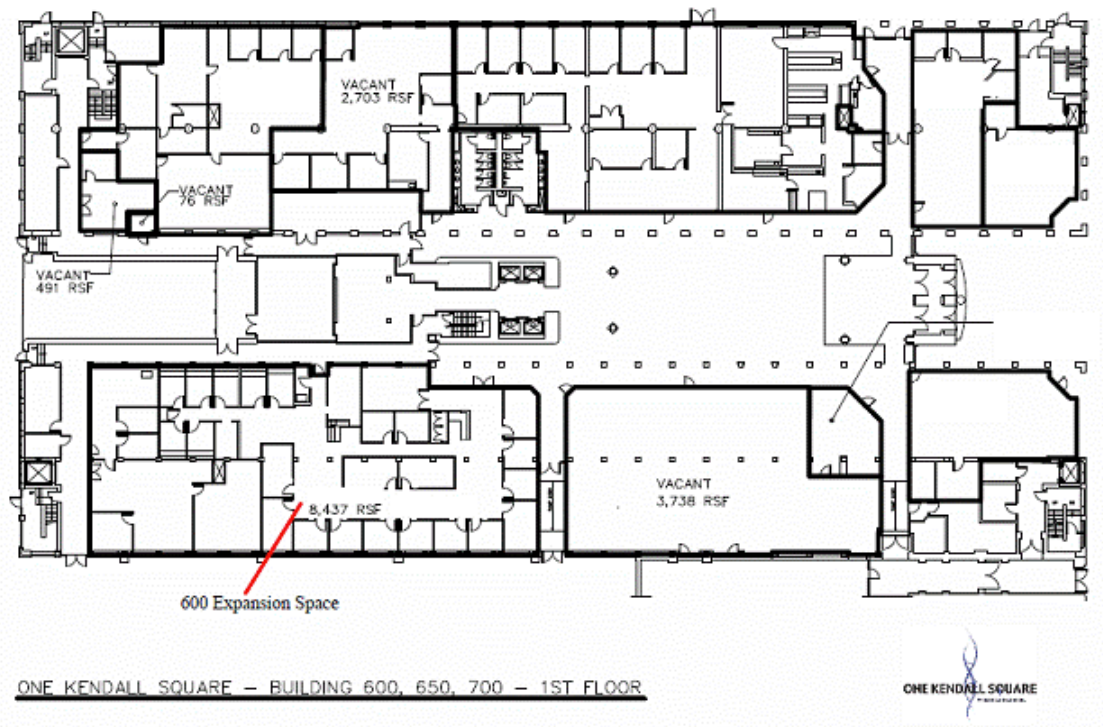 VACANT
2,703 RSF
VACANT
76 RSF
VACANT
491 RSF
VACANT
3,738 RSF
8,437 RSF
600 Expansion Space
ONE KENDALL SQUARE – BUILDING 600, 650, 700 – 1ST FLOOR
ONE KENDALL SQUARE